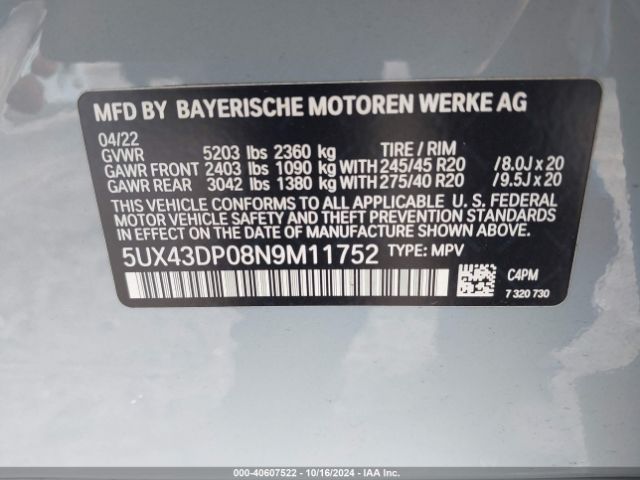 MFD BY BAYERISCHE MOTOREN WERKE AG
04/22
GVWR 5203 lbs 2360 kg TIRE / RIM
GAWR FRONT 2403 lbs 1090 kg WITH 245/45 R20 /8.0J x 20
GAWR REAR 3042 lbs 1380 kg WITH 275/40 R20 /9.5J x 20
THIS VEHICLE CONFORMS TO ALL APPLICABLE U. S. FEDERAL
MOTOR VEHICLE SAFETY AND THEFT PREVENTION STANDARDS
IN EFFECT ON THE DATE OF MANUFACTURE SHOWN ABOVE.
5UX43DP08N9M11752 TYPE: MPV
C4PM
7 320 730
000-40607522 - 10/16/2024 - IAA Inc.